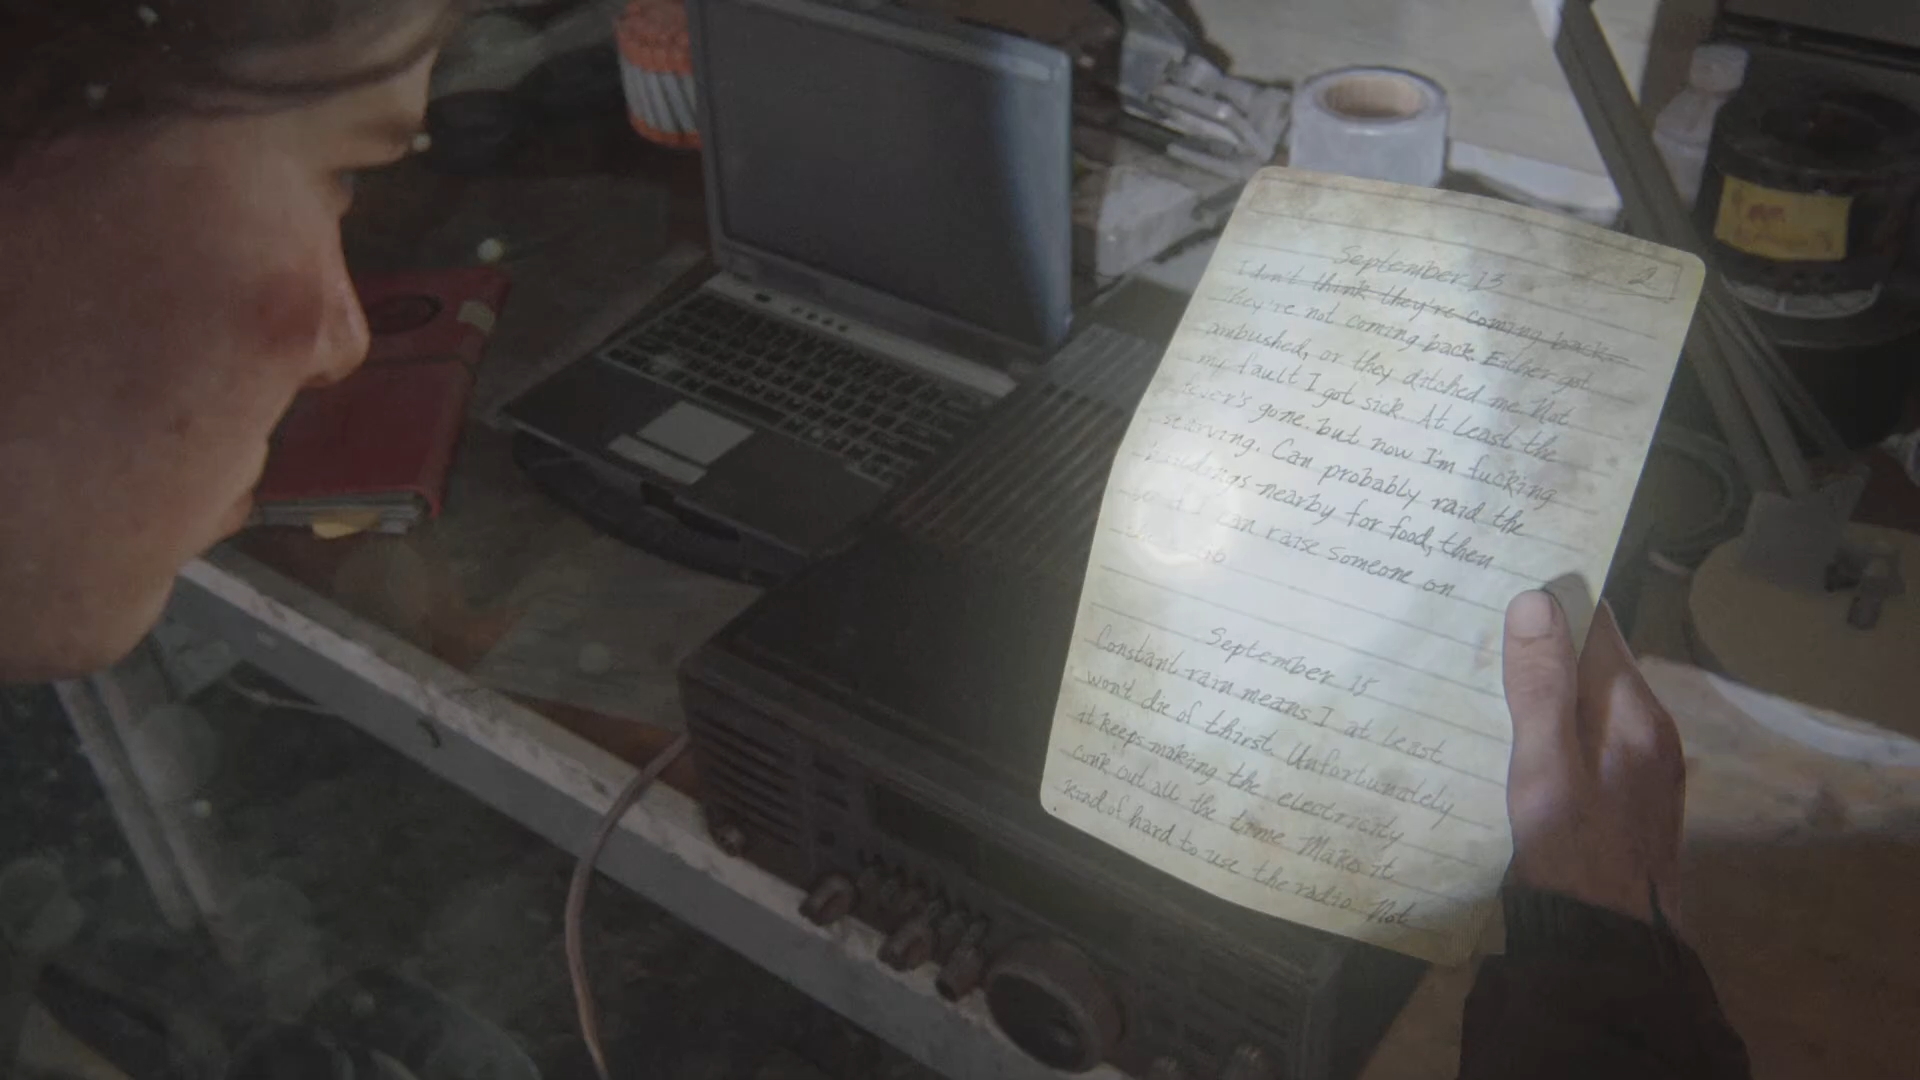 September 13
2
I don't think they're coming back
They're not coming back. Either got
ambushed, or they ditched me. Not
my fault I got sick. At least the
fever's gone. but now I'm fucking
starving. Can probably raid the
buildings nearby for food, then
can raise someone on
September 15
Constant rain means I at least
won't die of thirst. Unfortunately
it keeps making the electricity
conk out all the time. Makes it
kind of hard to use the radio. Not